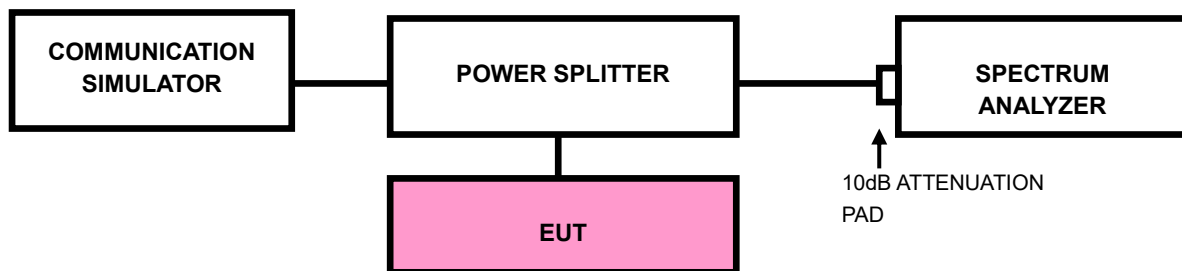 COMMUNICATION
SIMULATOR
POWER SPLITTER
SPECTRUM
ANALYZER
10dB ATTENUATION
PAD
EUT